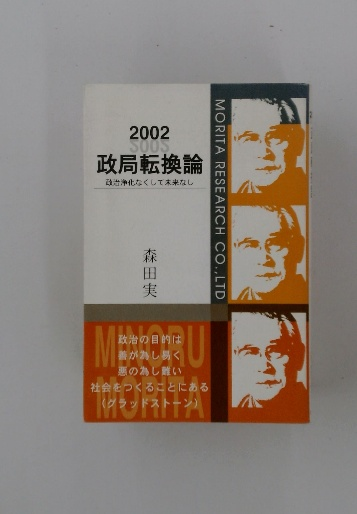 2002
政局転換論
政治浄化なくして未来なし
森田実
MORITA RESEARCH CO.,LTD
MINORU
MORITA
政治の目的は
善が為し易く
悪の為し難い
社会をつくることにある
(グラッドストーン)